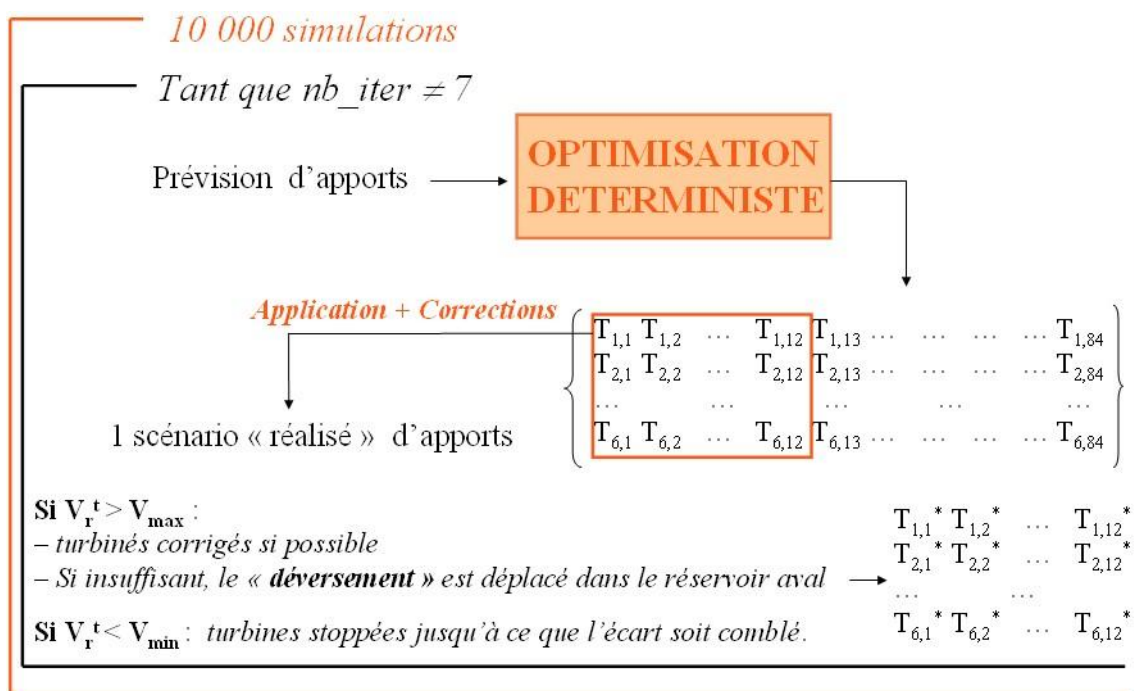 10 000 simulations
Tant que nb_iter ≠ 7
OPTIMISATION
DETERMINISTE
Prévision d'apports
Application + Corrections
T1,1 T1,2 ... T1,12 T1,13 ... ... ... ... T1,84
T2,1 T2,2 ... T2,12 T2,13 ... ... ... ... T2,84
... ... ... ... ...
T6,1 T6,2 ... T6,12 T6,13 ... ... ... ... T6,84
1 scénario « réalisé » d'apports
Si Vrt > Vmax :
– turbinés corrigés si possible
– Si insuffisant, le « déversement » est déplacé dans le réservoir aval
Si Vrt < Vmin : turbines stoppées jusqu'à ce que l'écart soit comblé.
T1,1* T1,2* ... T1,12*
T2,1* T2,2* ... T2,12*
... ...
T6,1* T6,2* ... T6,12*